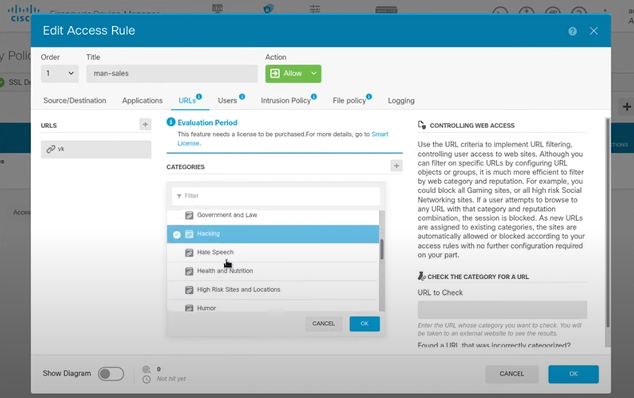 CISCO
Edit Access Rule
Order
Title
Action
1
man-sales
Allow
y Polic
SSL De
Source/Destination
Applications
URLs
Users
Intrusion Policy
File policy
Logging
URLS
vk
Evaluation Period
This feature needs a license to be purchased.For more details, go to Smart
License.
CATEGORIES
Filter
Government and Law
Hacking
Hate Speech
Health and Nutrition
High Risk Sites and Locations
Humor
CANCEL
OK
CONTROLLING WEB ACCESS
Use the URL criteria to implement URL filtering,
controlling user access to web sites. Although you
can filter on specific URLs by configuring URL
objects or groups, it is much more efficient to filter
by web category and reputation. For example, you
could block all Gaming sites, or all high risk Social
Networking sites. If a user attempts to browse to
any URL with that category and reputation
combination, the session is blocked. As new URLs
are assigned to existing categories, the sites are
automatically allowed or blocked according to your
access rules with no further configuration required
on your part.
CHECK THE CATEGORY FOR A URL
URL to Check
Enter the URL whose category you want to check. You will
be taken to an external website to see the results.
Found a URL that was incorrectly categorized?
Acces
TIONS
Show Diagram
9
Not hit yet
CANCEL
OK